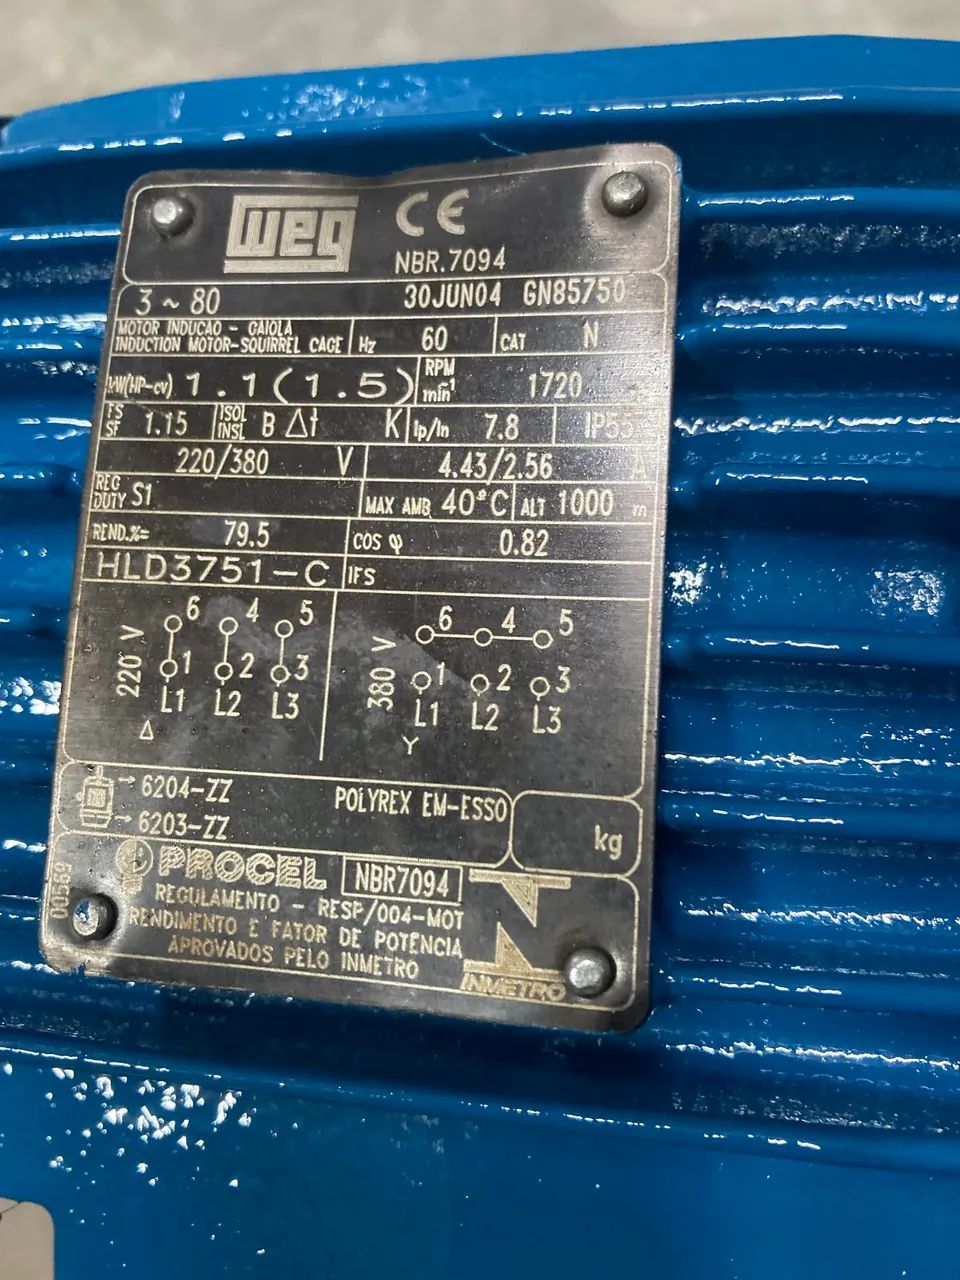 WEG CE
NBR.7094
3 ~ 80 30JUN04 GN85750
MOTOR INDUCAO - GAIOLA
INDUCTION MOTOR-SQUIRREL CAGE Hz 60 CAT N
kW(HP-cv) 1.1(1.5) RPM min⁻¹ 1720
FS SF 1.15 ISOL INSL B Δt K Ip/In 7.8 IP55
220/380 V 4.43/2.56 A
REG DUTY S1 MAX AMB 40°C ALT 1000 m
REND.%= 79.5 COS φ 0.82
HLD3751-C IFS
6 4 5 6 4 5
220 V 1 2 3 380 V 1 2 3
L1 L2 L3 L1 L2 L3
Δ Y
→ 6204-ZZ POLYREX EM-ESSO
→ 6203-ZZ kg
00569
PROCEL NBR7094
REGULAMENTO - RESP/004-MOT
RENDIMENTO E FATOR DE POTENCIA
APROVADOS PELO INMETRO
INMETRO